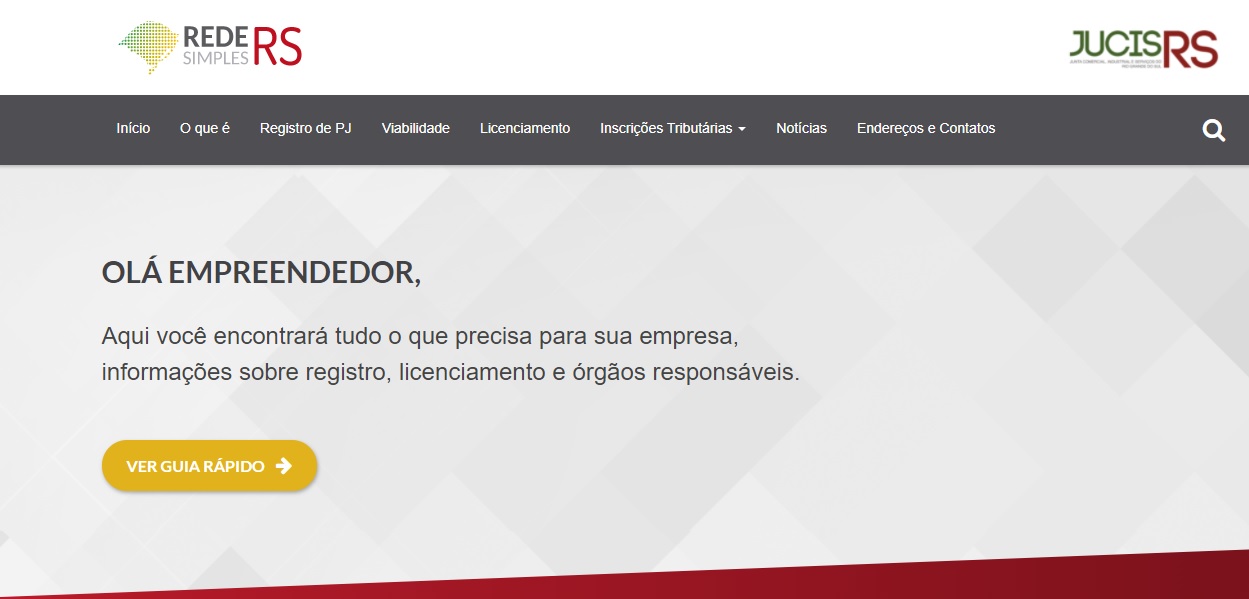 REDE
SIMPLES RS
JUCISRS
JUNTA COMERCIAL, INDUSTRIAL E SERVIÇOS DO
RIO GRANDE DO SUL
Início O que é Registro de PJ Viabilidade Licenciamento Inscrições Tributárias Notícias Endereços e Contatos
OLÁ EMPREENDEDOR,
Aqui você encontrará tudo o que precisa para sua empresa,
informações sobre registro, licenciamento e órgãos responsáveis.
VER GUIA RÁPIDO